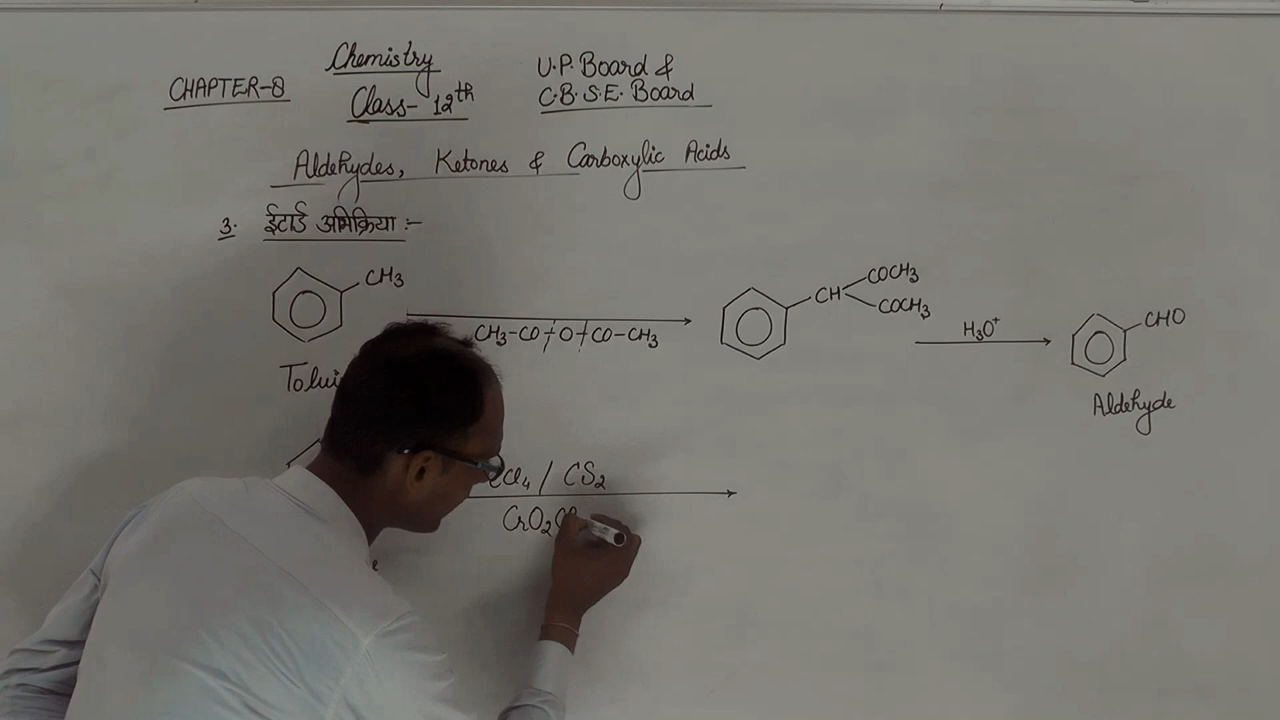 CHAPTER-8
Chemistry
Class- 12th
U.P. Board &
C.B.S.E. Board
Aldehydes, Ketones & Carboxylic Acids
3. ईटार्ड अभिक्रिया :-
CH3
CH3-CO+O+CO-CH3
CH
COCH3
COCH3
H3O+
CHO
Aldehyde
/ CS2